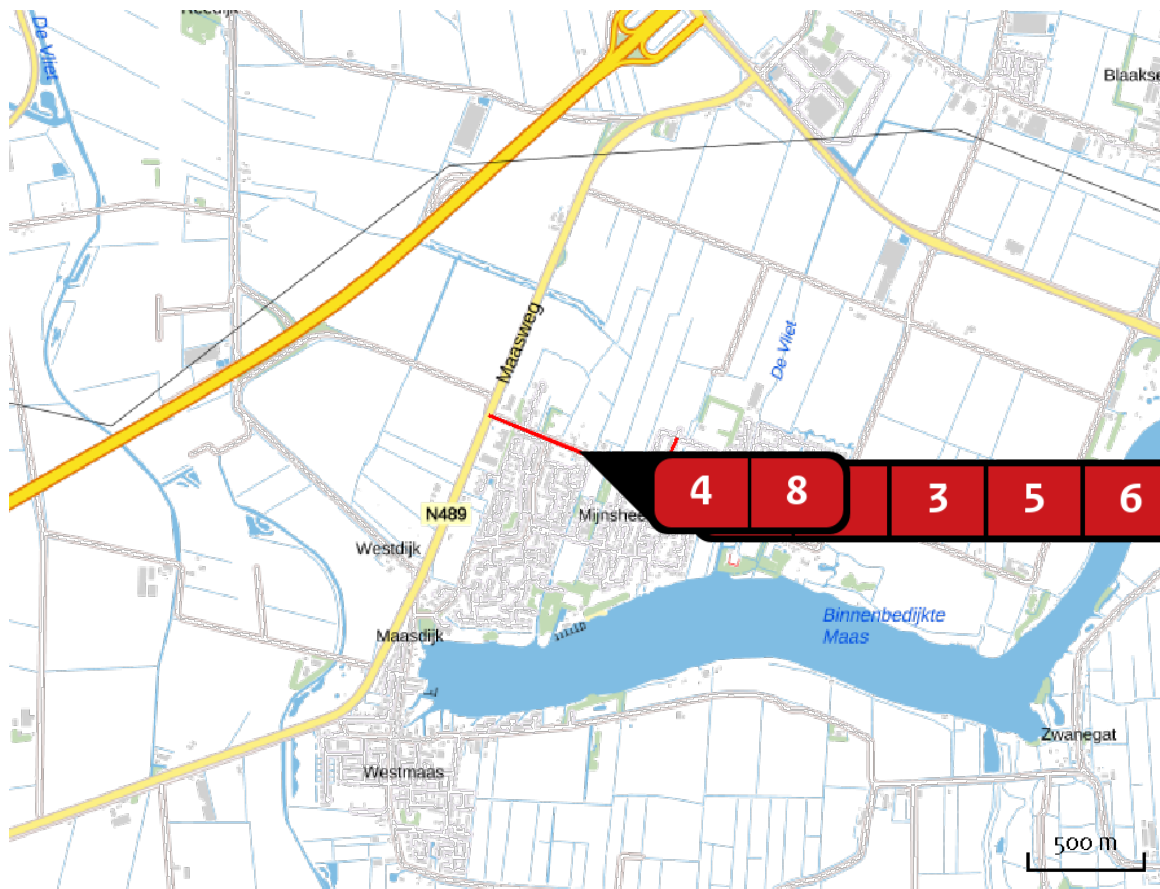 De Vliet
Blaakse
Maasweg
De Vliet
4 8 3 5 6
N489
Mijnshee
Westdijk
Binnenbedijkte
Maas
Maasdijk
Zwanegat
Westmaas
500 m